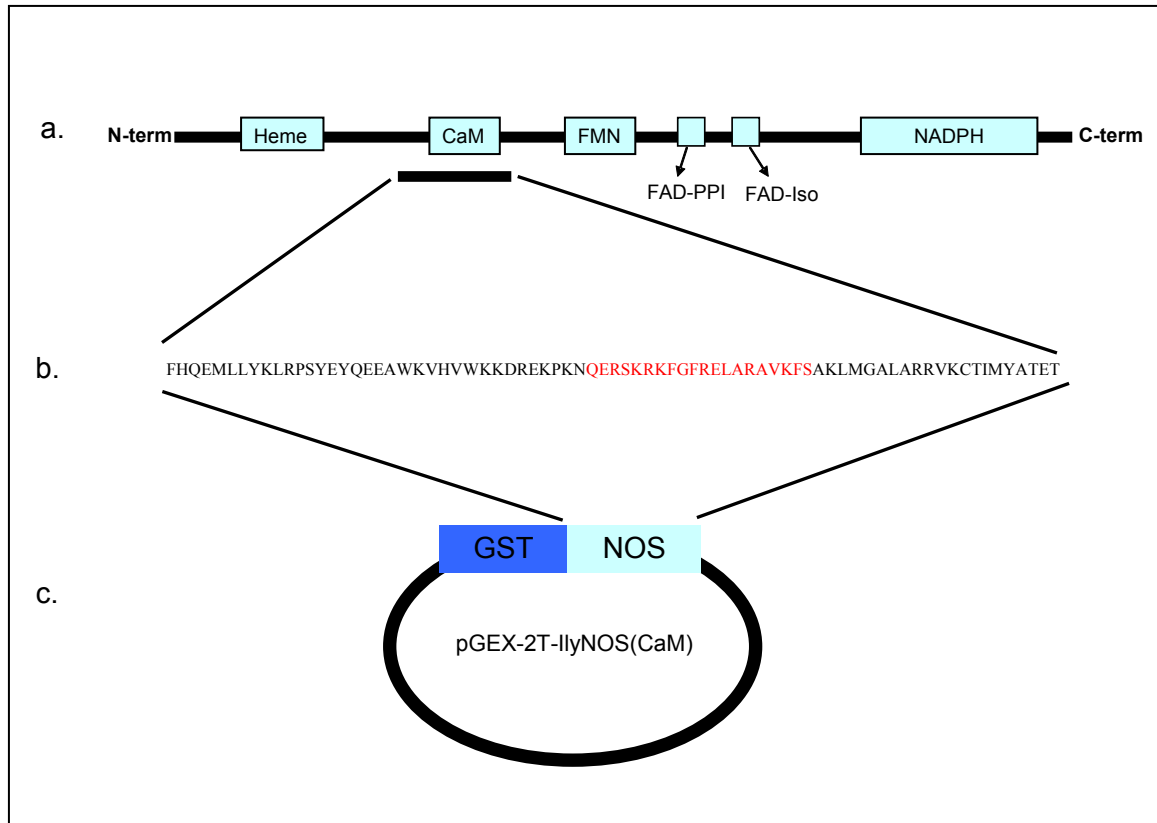 a.
N-term
Heme
CaM
FMN
NADPH
C-term
FAD-PPI
FAD-Iso
b.
FHQEMLLYKLRPSYEYQEEAWKVHVWKKDREKPKNQERSKRKFGFRELARAVKFSAKLMGALARRVKCTIMYATET
GST
NOS
c.
pGEX-2T-IlyNOS(CaM)